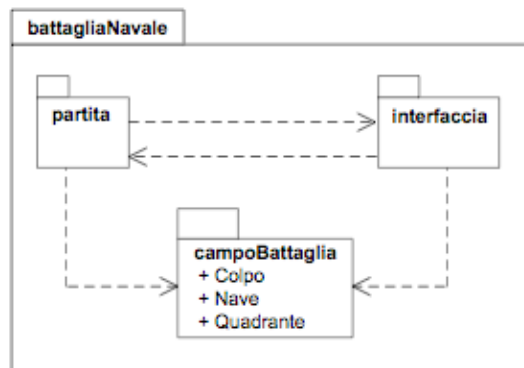 battagliaNavale
partita
interfaccia
campoBattaglia
+ Colpo
+ Nave
+ Quadrante